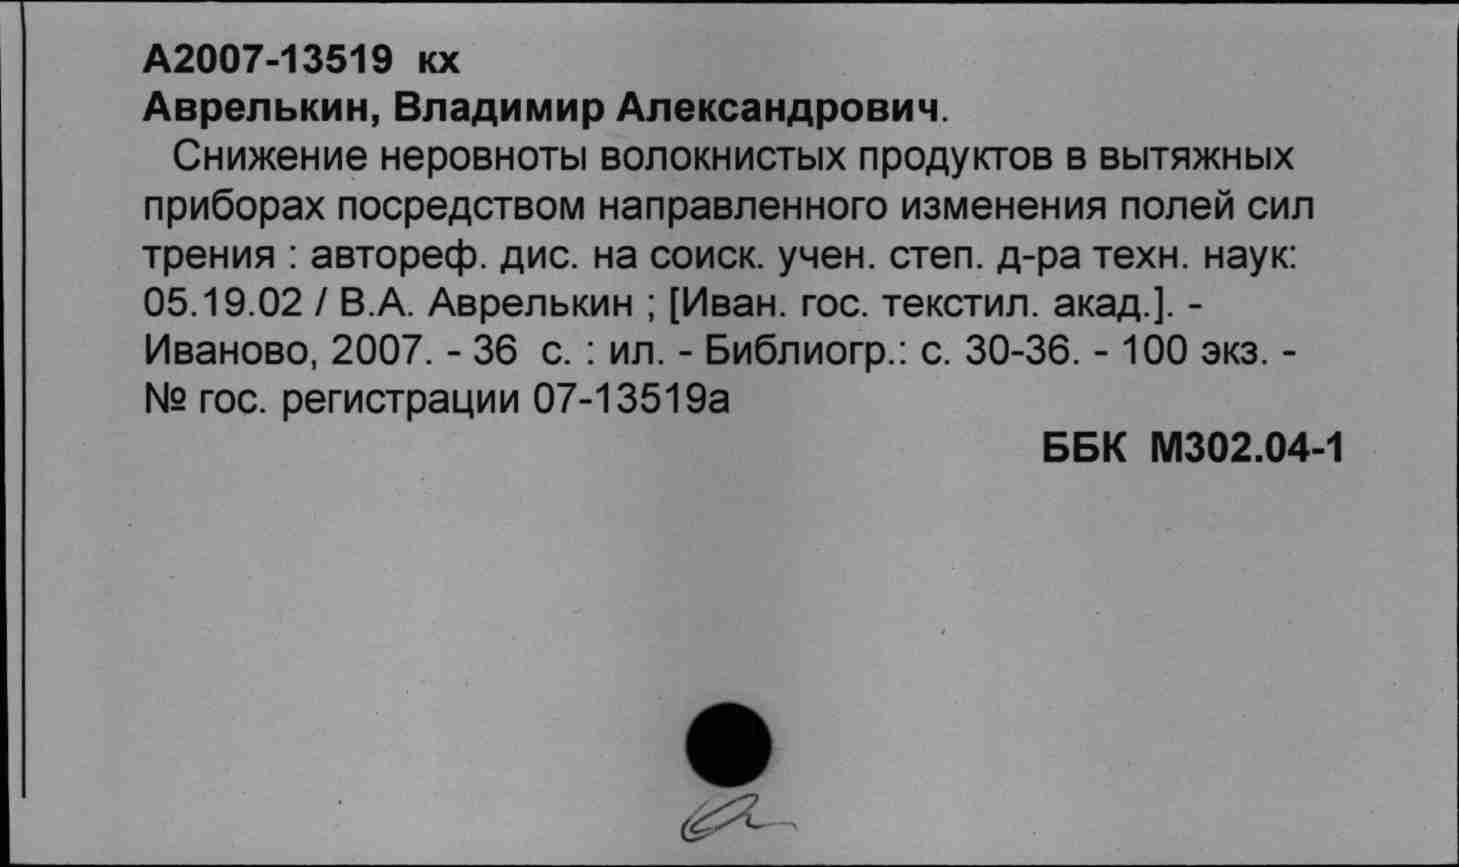 А2007-13519 кх
Аврелькин, Владимир Александрович.
Снижение неровноты волокнистых продуктов в вытяжных
приборах посредством направленного изменения полей сил
трения : автореф. дис. на соиск. учен. степ. д-ра техн. наук:
05.19.02 / В.А. Аврелькин ; [Иван. гос. текстил. акад.]. -
Иваново, 2007. - 36 с. : ил. - Библиогр.: с. 30-36. - 100 экз. -
№ гос. регистрации 07-13519а
ББК М302.04-1